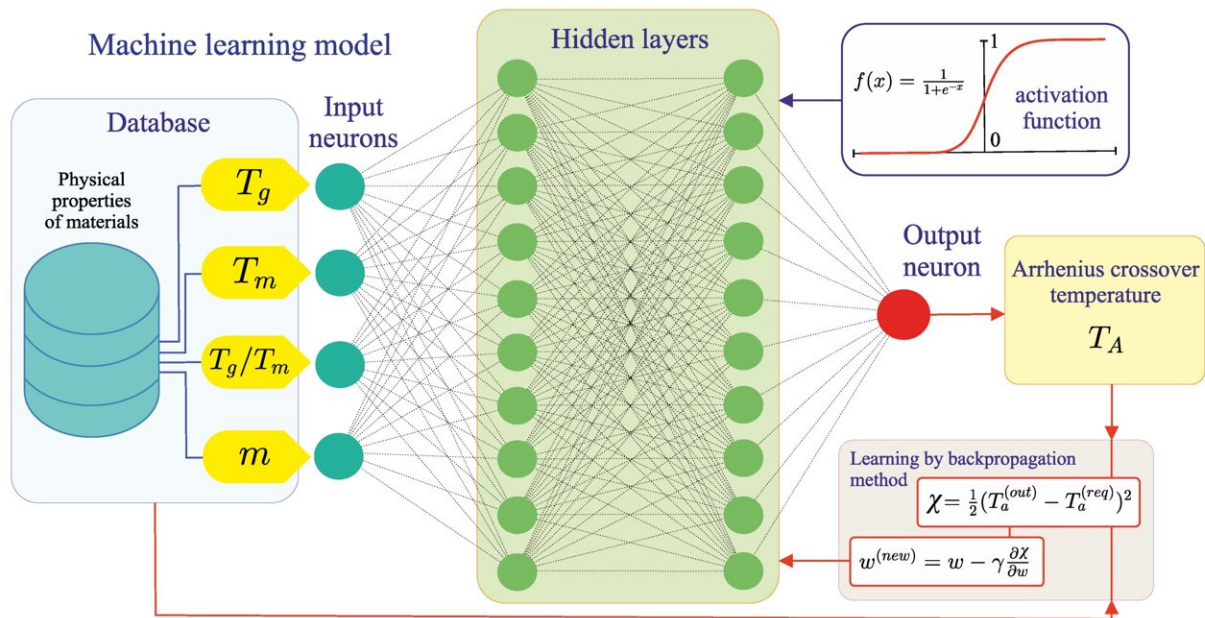 Machine learning model
Database
Physical
properties
of materials
T_g
T_m
T_g/T_m
m
Input
neurons
Hidden layers
f(x) = 1/(1+e^{-x})
1
0
activation
function
Output
neuron
Arrhenius crossover
temperature
T_A
Learning by backpropagation
method
χ= 1/2(T_a^{(out)} − T_a^{(req)})^2
w^{(new)} = w − γ ∂χ/∂w